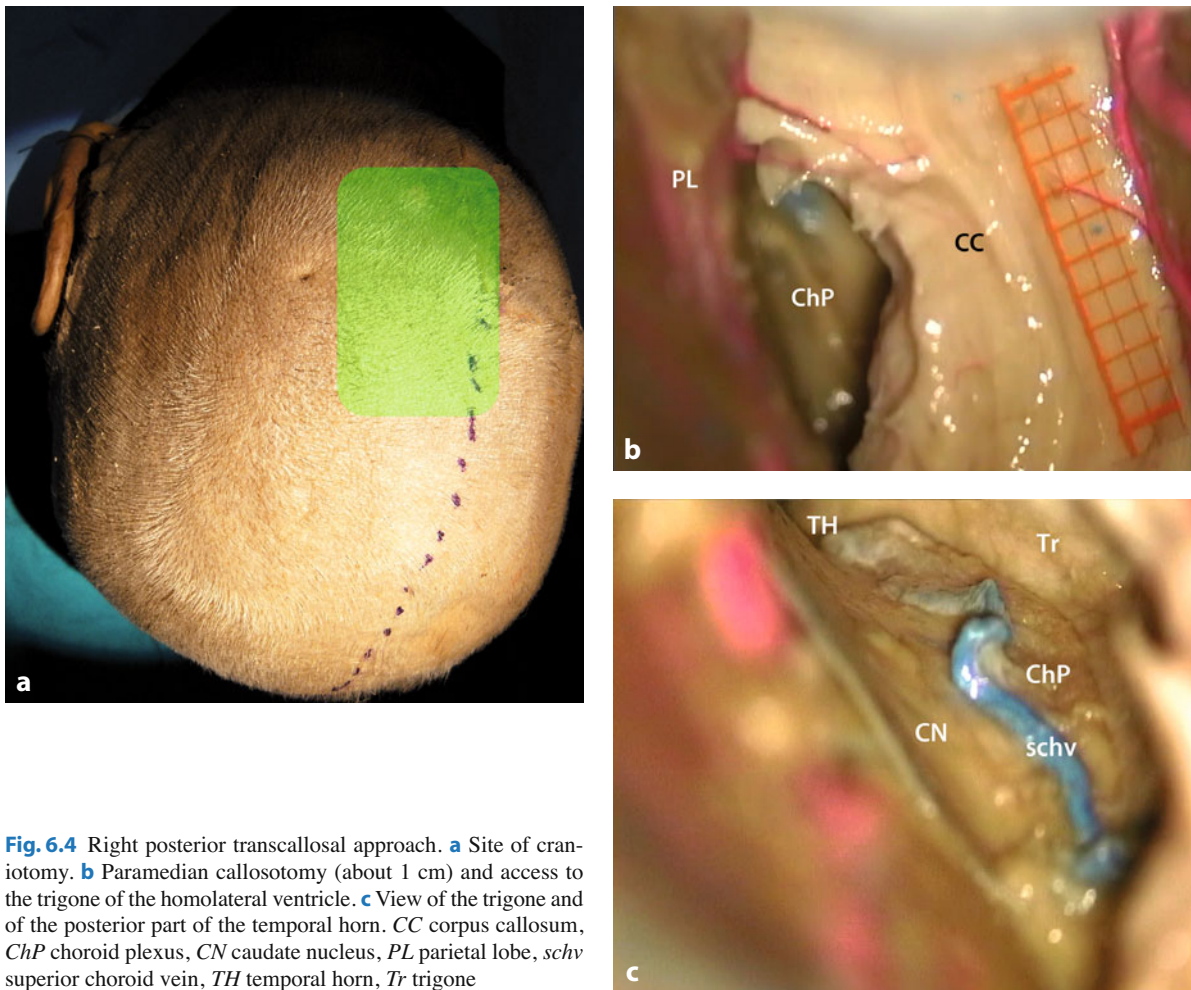 a
PL
CC
ChP
b
TH
Tr
ChP
CN
schv
c
Fig. 6.4 Right posterior transcallosal approach. a Site of cran-
iotomy. b Paramedian callosotomy (about 1 cm) and access to
the trigone of the homolateral ventricle. c View of the trigone and
of the posterior part of the temporal horn. CC corpus callosum,
ChP choroid plexus, CN caudate nucleus, PL parietal lobe, schv
superior choroid vein, TH temporal horn, Tr trigone